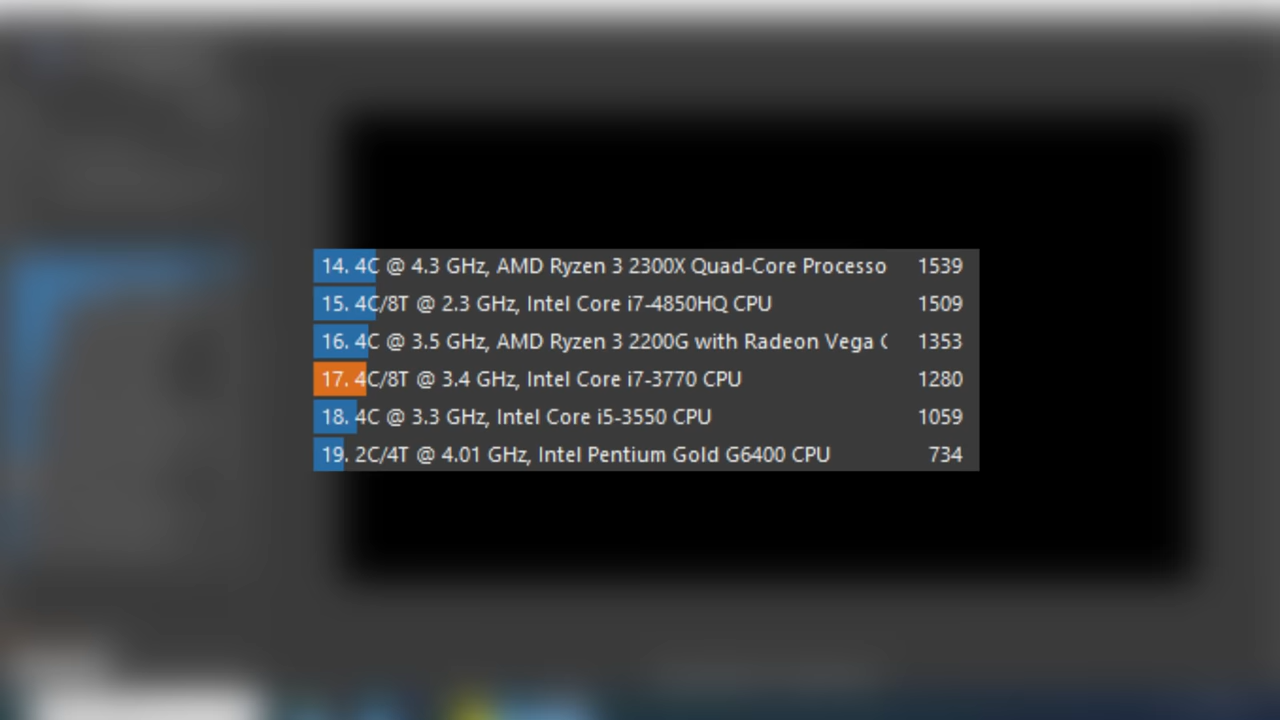 14. 4C @ 4.3 GHz, AMD Ryzen 3 2300X Quad-Core Processo 1539
15. 4C/8T @ 2.3 GHz, Intel Core i7-4850HQ CPU 1509
16. 4C @ 3.5 GHz, AMD Ryzen 3 2200G with Radeon Vega 1353
17. 4C/8T @ 3.4 GHz, Intel Core i7-3770 CPU 1280
18. 4C @ 3.3 GHz, Intel Core i5-3550 CPU 1059
19. 2C/4T @ 4.01 GHz, Intel Pentium Gold G6400 CPU 734